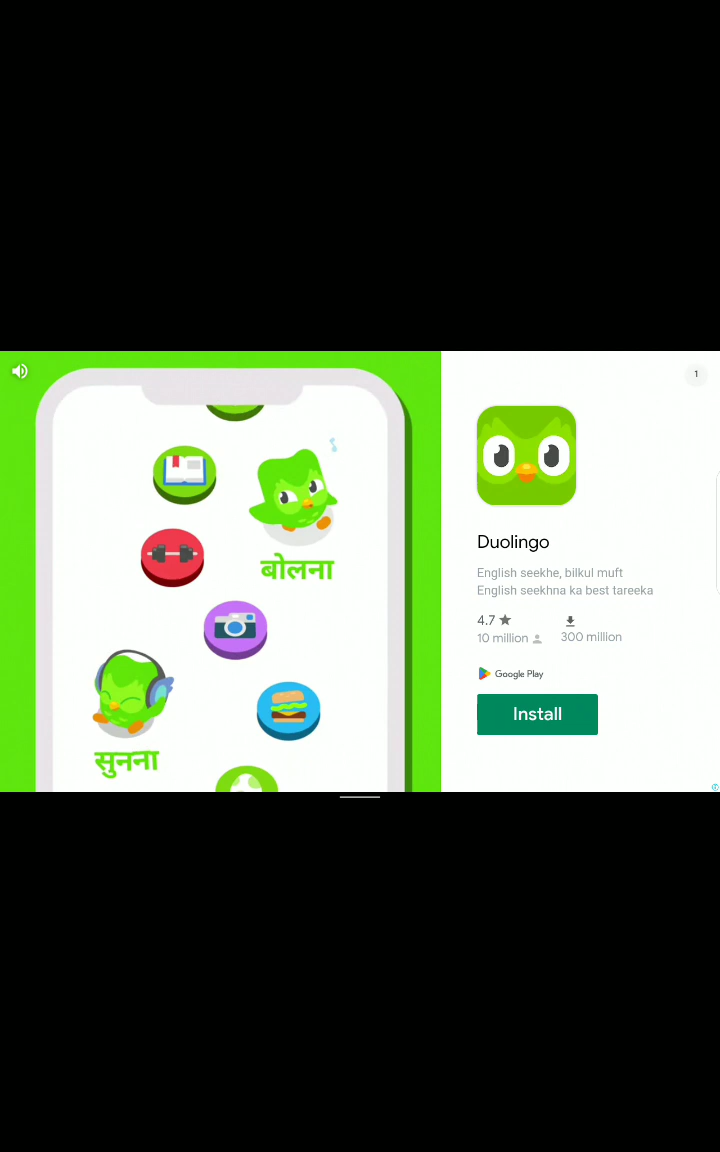 बोलना
सुनना
1
Duolingo
English seekhe, bilkul muft
English seekhna ka best tareeka
4.7
10 million
300 million
Google Play
Install